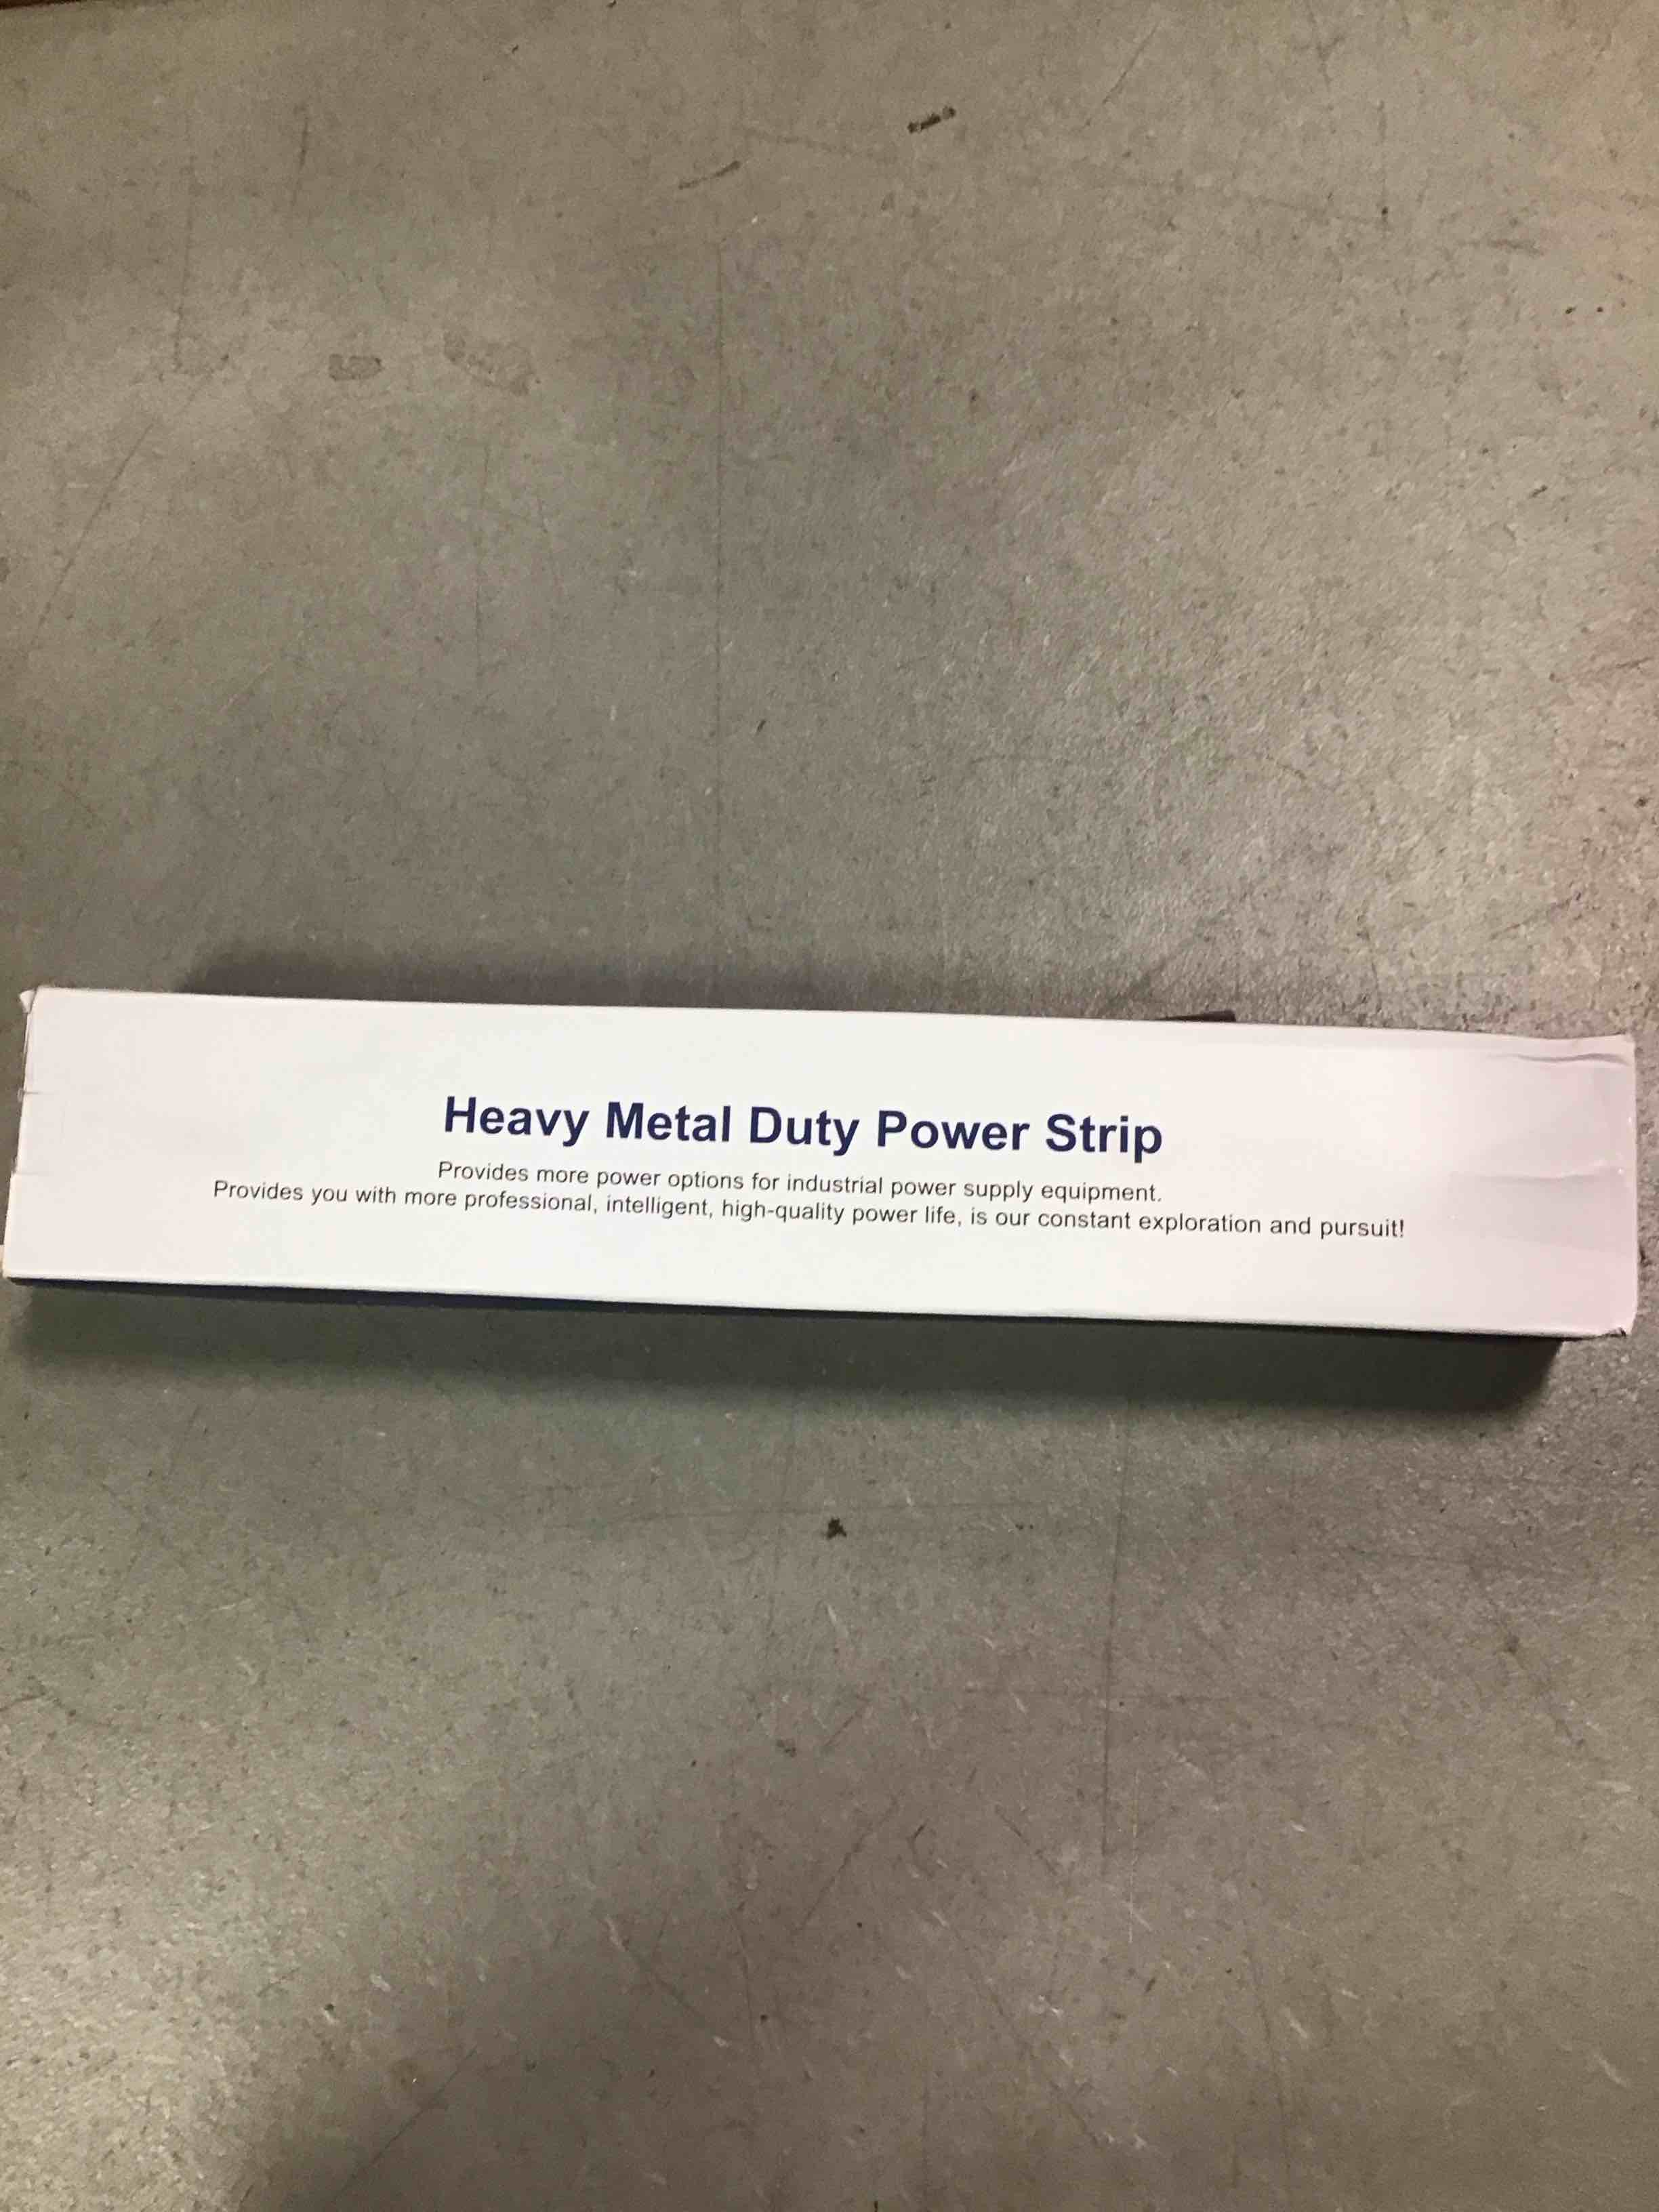 Heavy Metal Duty Power Strip
Provides more power options for industrial power supply equipment.
Provides you with more professional, intelligent, high-quality power life, is our constant exploration and pursuit!